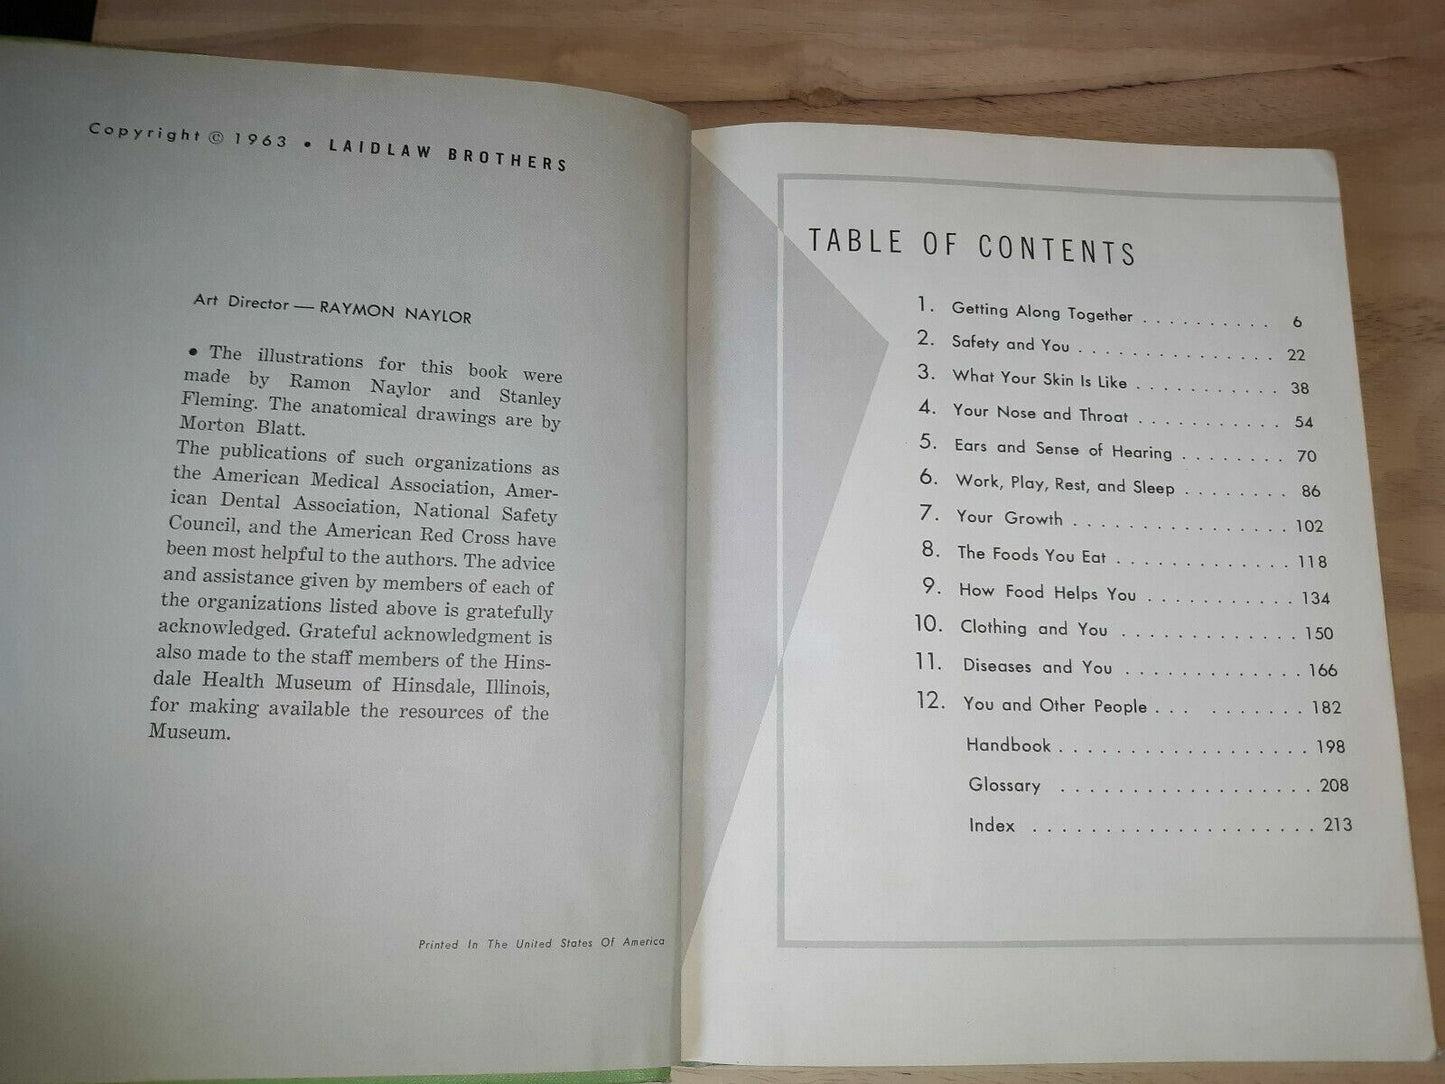 Copyright © 1963 • LAIDLAW BROTHERS
Art Director — RAYMON NAYLOR
• The illustrations for this book were
made by Ramon Naylor and Stanley
Fleming. The anatomical drawings are by
Morton Blatt.
The publications of such organizations as
the American Medical Association, Amer-
ican Dental Association, National Safety
Council, and the American Red Cross have
been most helpful to the authors. The advice
and assistance given by members of each of
the organizations listed above is gratefully
acknowledged. Grateful acknowledgment is
also made to the staff members of the Hins-
dale Health Museum of Hinsdale, Illinois,
for making available the resources of the
Museum.
Printed In The United States Of America
TABLE OF CONTENTS
1. Getting Along Together . . . . . . . . . . 6
2. Safety and You . . . . . . . . . . . . . . . 22
3. What Your Skin Is Like . . . . . . . . . . . 38
4. Your Nose and Throat . . . . . . . . . . . 54
5. Ears and Sense of Hearing . . . . . . . . 70
6. Work, Play, Rest, and Sleep . . . . . . . . 86
7. Your Growth . . . . . . . . . . . . . . . . 102
8. The Foods You Eat . . . . . . . . . . . . . 118
9. How Food Helps You . . . . . . . . . . . 134
10. Clothing and You . . . . . . . . . . . . . 150
11. Diseases and You . . . . . . . . . . . . . 166
12. You and Other People . . . . . . . . . . 182
Handbook . . . . . . . . . . . . . . . . . . 198
Glossary . . . . . . . . . . . . . . . . . . 208
Index . . . . . . . . . . . . . . . . . . . . 213